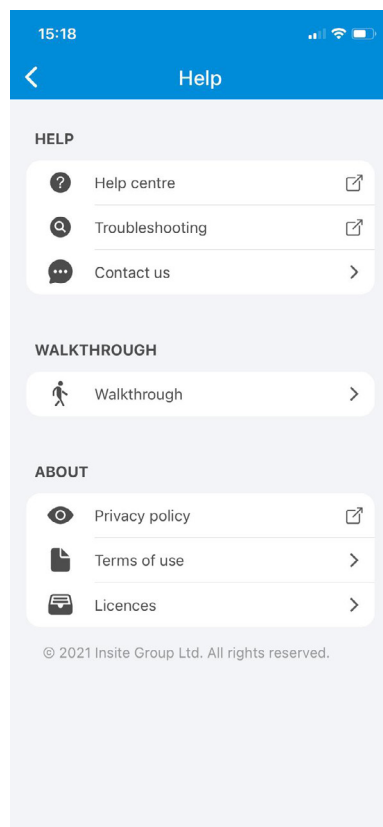 15:18
Help
HELP
Help centre
Troubleshooting
Contact us
WALKTHROUGH
Walkthrough
ABOUT
Privacy policy
Terms of use
Licences
© 2021 Insite Group Ltd. All rights reserved.